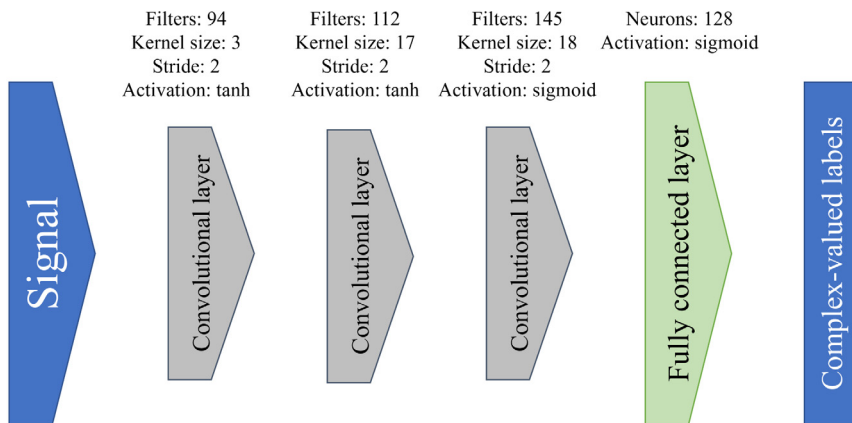 Filters: 94
Kernel size: 3
Stride: 2
Activation: tanh
Filters: 112
Kernel size: 17
Stride: 2
Activation: tanh
Filters: 145
Kernel size: 18
Stride: 2
Activation: sigmoid
Neurons: 128
Activation: sigmoid
Signal
Convolutional layer
Convolutional layer
Convolutional layer
Fully connected layer
Complex-valued labels